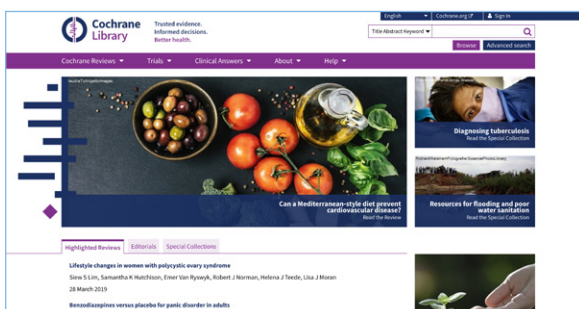 English
Cochrane.org
Sign In
Cochrane
Library
Trusted evidence.
Informed decisions.
Better health.
Title Abstract Keyword
Browse
Advanced search
Cochrane Reviews
Trials
Clinical Answers
About
Help
Can a Mediterranean-style diet prevent
cardiovascular disease?
Read the Review
Diagnosing tuberculosis
Read the Special Collection
Resources for flooding and poor
water sanitation
Read the Special Collection
Highlighted Reviews
Editorials
Special Collections
Lifestyle changes in women with polycystic ovary syndrome
Siew S Lim, Samantha K Hutchison, Emer Van Ryswyk, Robert J Norman, Helena J Teede, Lisa J Moran
28 March 2019
Benzodiazepines versus placebo for panic disorder in adults